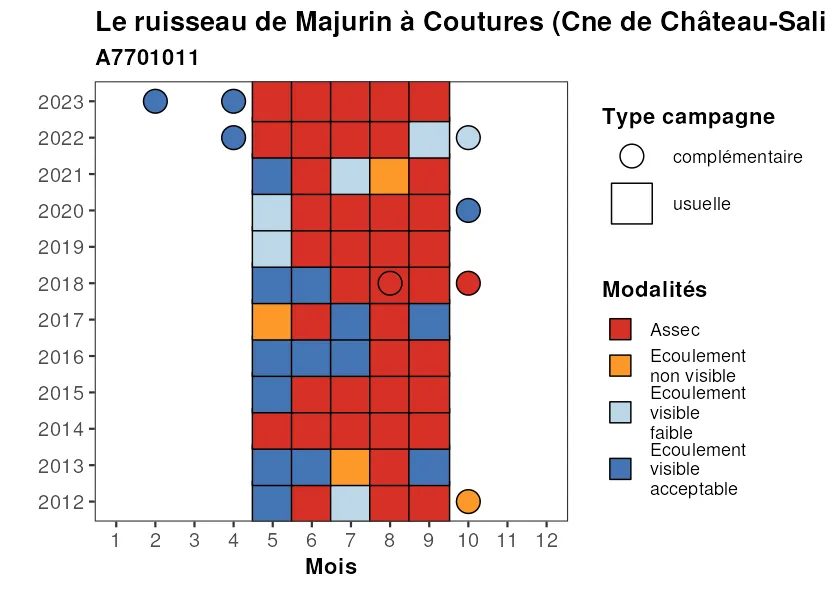 Le ruisseau de Majurin à Coutures (Cne de Château-Sali
A7701011
2023
2022
2021
2020
2019
2018
2017
2016
2015
2014
2013
2012
1 2 3 4 5 6 7 8 9 10 11 12
Mois
Type campagne
complémentaire
usuelle
Modalités
Assec
Ecoulement
non visible
Ecoulement
visible
faible
Ecoulement
visible
acceptable